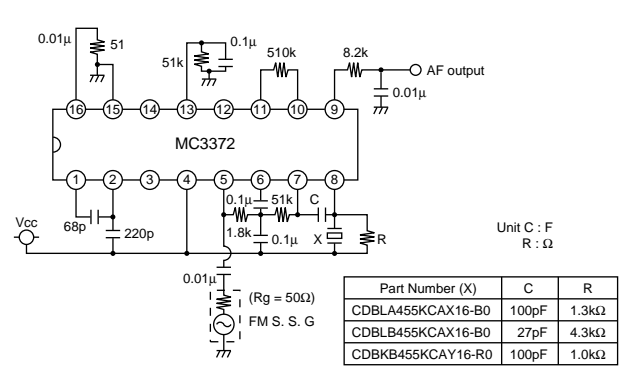 0.01μ
51
51k
0.1μ
510k
8.2k
AF output
0.01μ
16 15 14 13 12 11 10 9
MC3372
1 2 3 4 5 6 7 8
68p
220p
Vcc
0.1μ
51k
C
1.8k
0.1μ
X
R
0.01μ
(Rg = 50Ω)
FM S. S. G
Unit C : F
R : Ω
Part Number (X) C R
CDBLA455KCAX16-B0 100pF 1.3kΩ
CDBLB455KCAX16-B0 27pF 4.3kΩ
CDBKB455KCAY16-R0 100pF 1.0kΩ